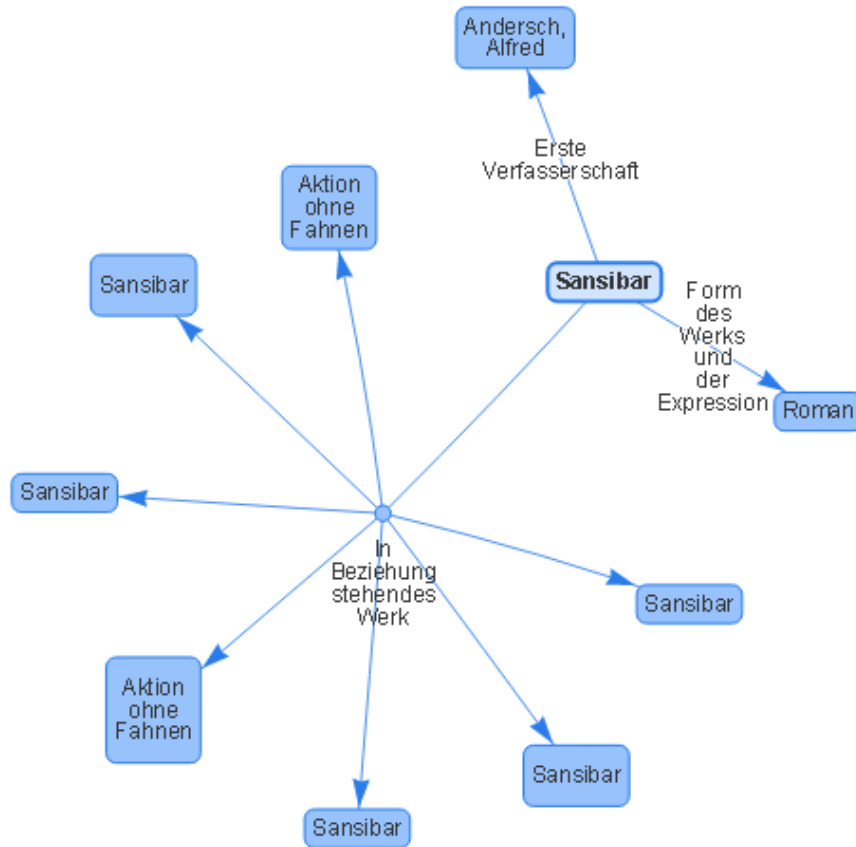 Andersch,
Alfred
Erste
Verfasserschaft
Aktion
ohne
Fahnen
Sansibar
Sansibar
Form
des
Werks
und
der
Expression
Roman
Sansibar
In
Beziehung
stehendes
Werk
Sansibar
Aktion
ohne
Fahnen
Sansibar
Sansibar